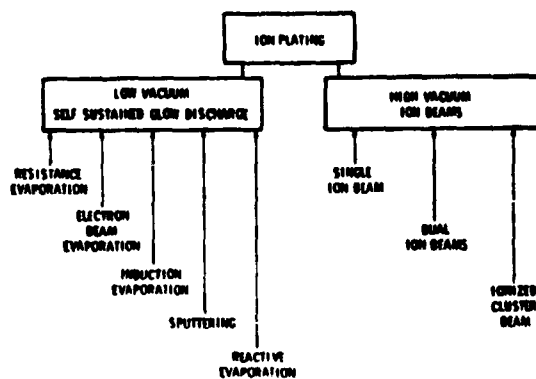 ION PLATING
LOW VACUUM
SELF SUSTAINED GLOW DISCHARGE
HIGH VACUUM
ION BEAMS
RESISTANCE
EVAPORATION
ELECTRON
BEAM
EVAPORATION
INDUCTION
EVAPORATION
SPUTTERING
REACTIVE
EVAPORATION
SINGLE
ION BEAM
DUAL
ION BEAMS
IONIZED
CLUSTER
BEAM